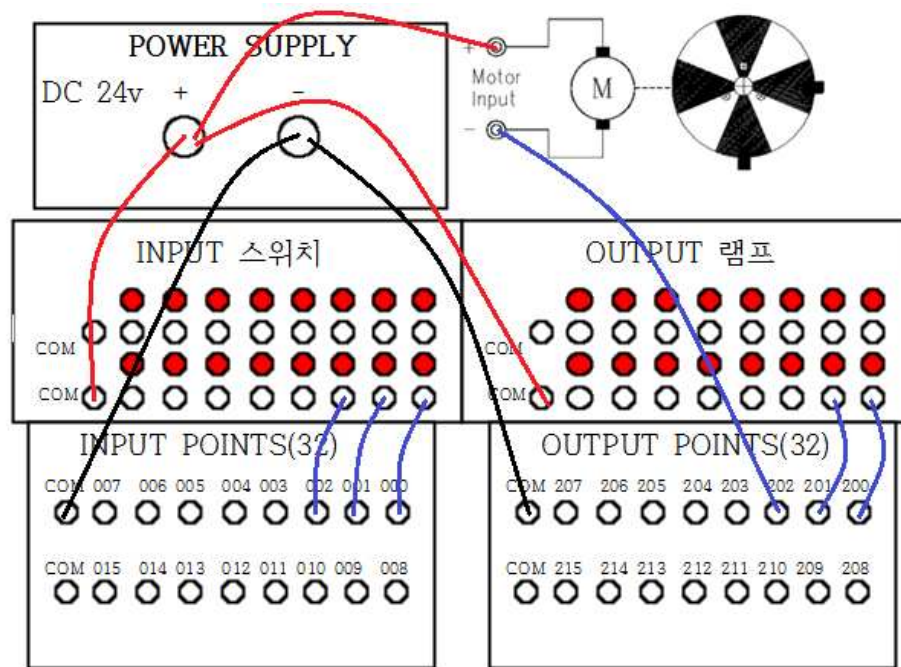 POWER SUPPLY
DC 24v + -
+
Motor
Input
-
M
INPUT 스위치
COM
COM
OUTPUT 램프
COM
COM
INPUT POINTS(32)
COM 007 006 005 004 003 002 001 000
COM 015 014 013 012 011 010 009 008
OUTPUT POINTS(32)
COM 207 206 205 204 203 202 201 200
COM 215 214 213 212 211 210 209 208